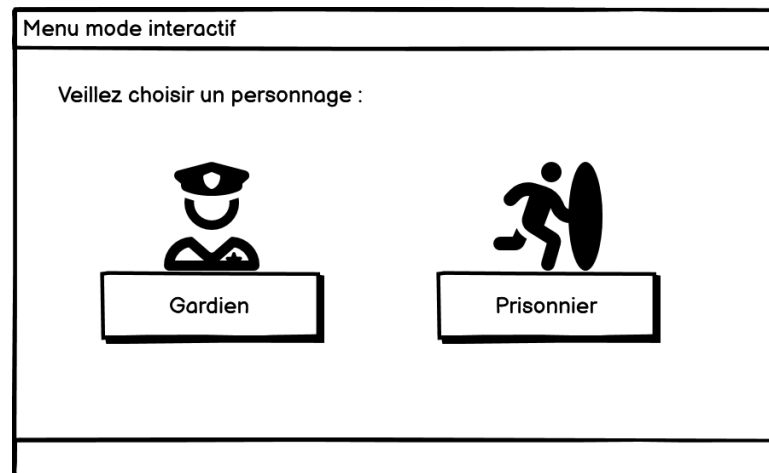 Menu mode interactif
Veillez choisir un personnage :
Gardien
Prisonnier